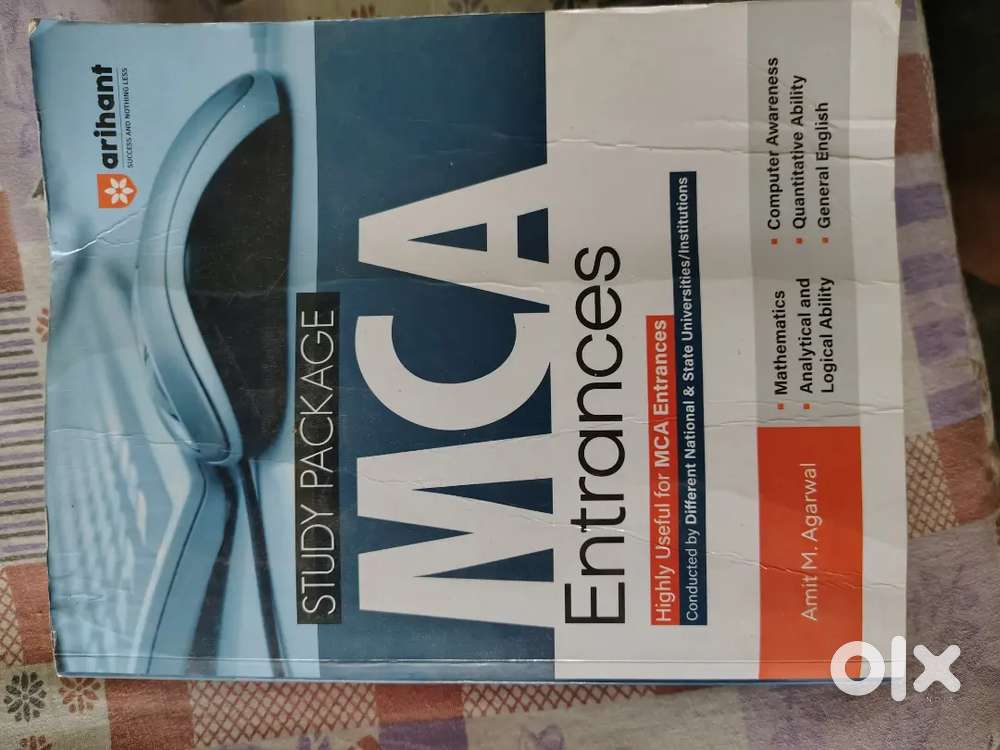 arihant
SUCCESS AND NOTHING LESS
STUDY PACKAGE
MCA
Entrances
Highly Useful for MCA Entrances
Conducted by Different National & State Universities/Institutions
Mathematics
Analytical and
Logical Ability
Computer Awareness
Quantitative Ability
General English
Amit M. Agarwal
olx